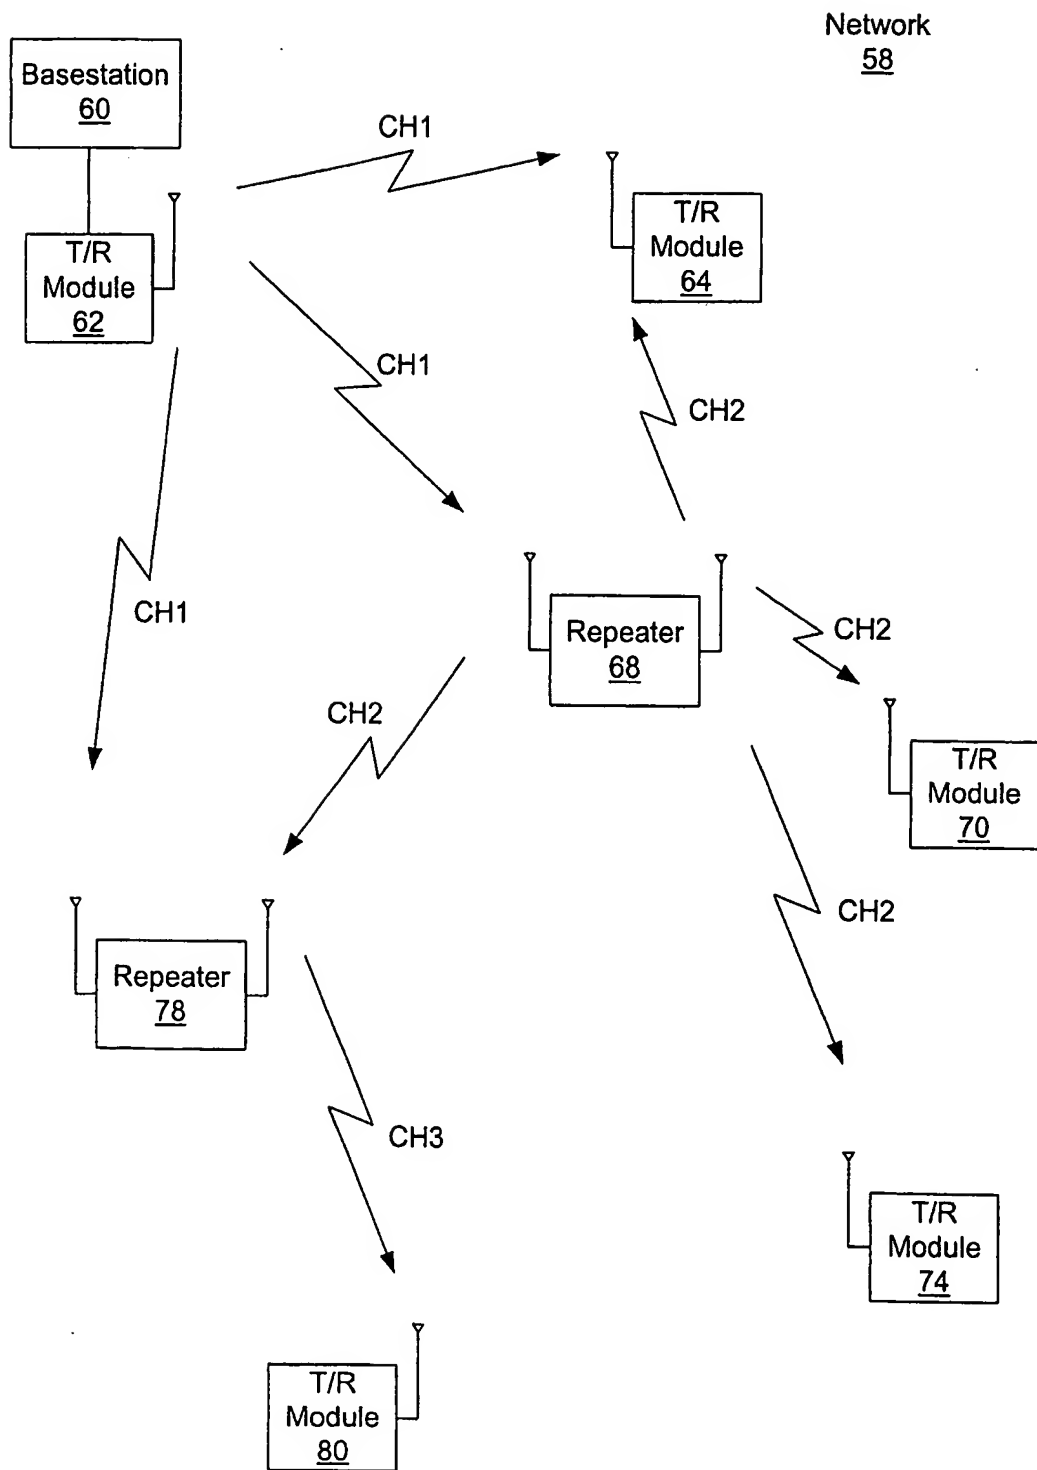 Network
58
Basestation
60
CH1
T/R
Module
62
T/R
Module
64
CH1
CH2
CH1
Repeater
68
CH2
CH2
T/R
Module
70
CH2
Repeater
78
CH3
T/R
Module
74
T/R
Module
80